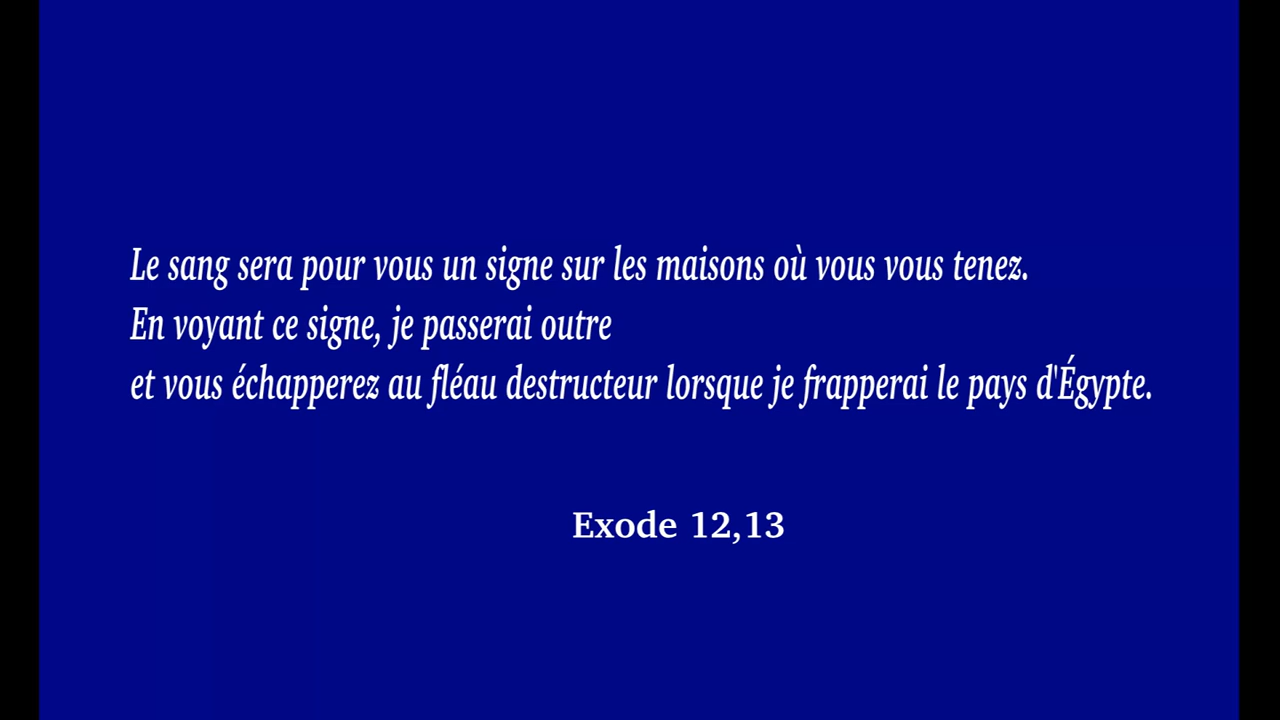 Le sang sera pour vous un signe sur les maisons où vous vous tenez.
En voyant ce signe, je passerai outre
et vous échapperez au fléau destructeur lorsque je frapperai le pays d'Égypte.
Exode 12,13